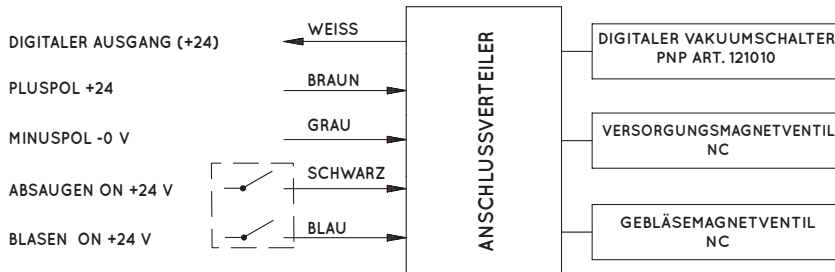 DIGITALER AUSGANG (+24)
WEISS
PLUSPOL +24
BRAUN
MINUSPOL -0 V
GRAU
ABSAUGEN ON +24 V
SCHWARZ
BLASEN ON +24 V
BLAU
ANSCHLUSSVERTEILER
DIGITALER VAKUUMSCHALTER
PNP ART. 121010
VERSORGUNGSMAGNETVENTIL
NC
GEBLÄSEMAGNETVENTIL
NC